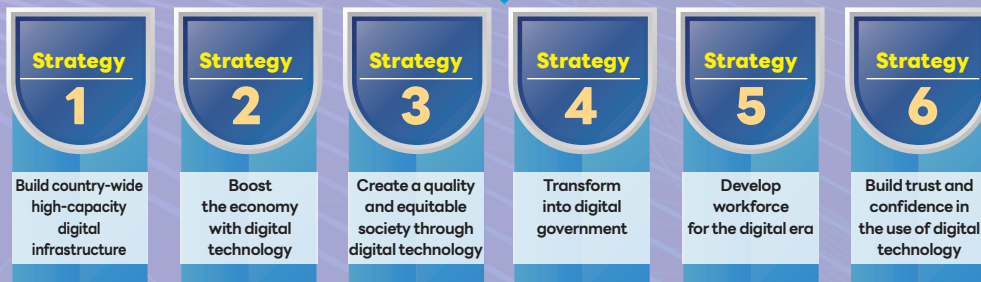 Strategy
1
Build country-wide
high-capacity
digital
infrastructure
Strategy
2
Boost
the economy
with digital
technology
Strategy
3
Create a quality
and equitable
society through
digital technology
Strategy
4
Transform
into digital
government
Strategy
5
Develop
workforce
for the digital era
Strategy
6
Build trust and
confidence in
the use of digital
technology